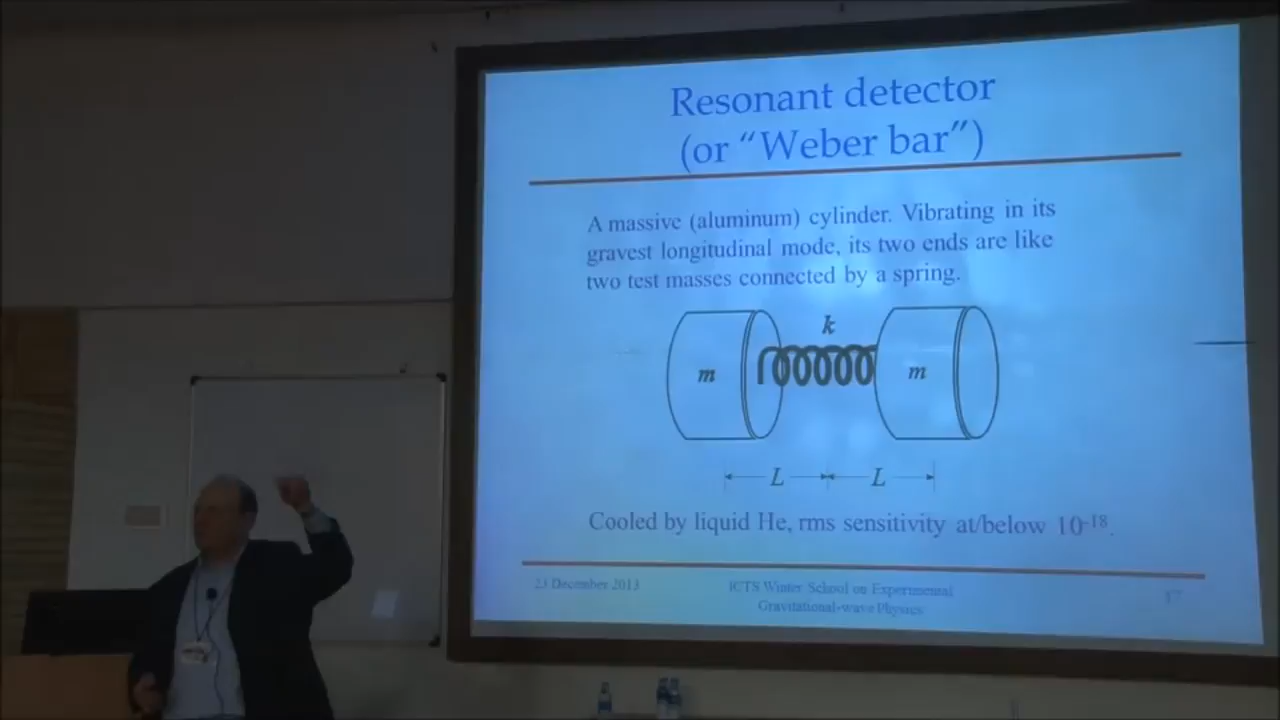 Resonant detector
(or “Weber bar”)
A massive (aluminum) cylinder. Vibrating in its
gravest longitudinal mode, its two ends are like
two test masses connected by a spring.
k
m
m
L
L
Cooled by liquid He, rms sensitivity at/below 10⁻¹⁸.
23 December 2013
ICTS Winter School on Experimental
Gravitational-wave Physics
17